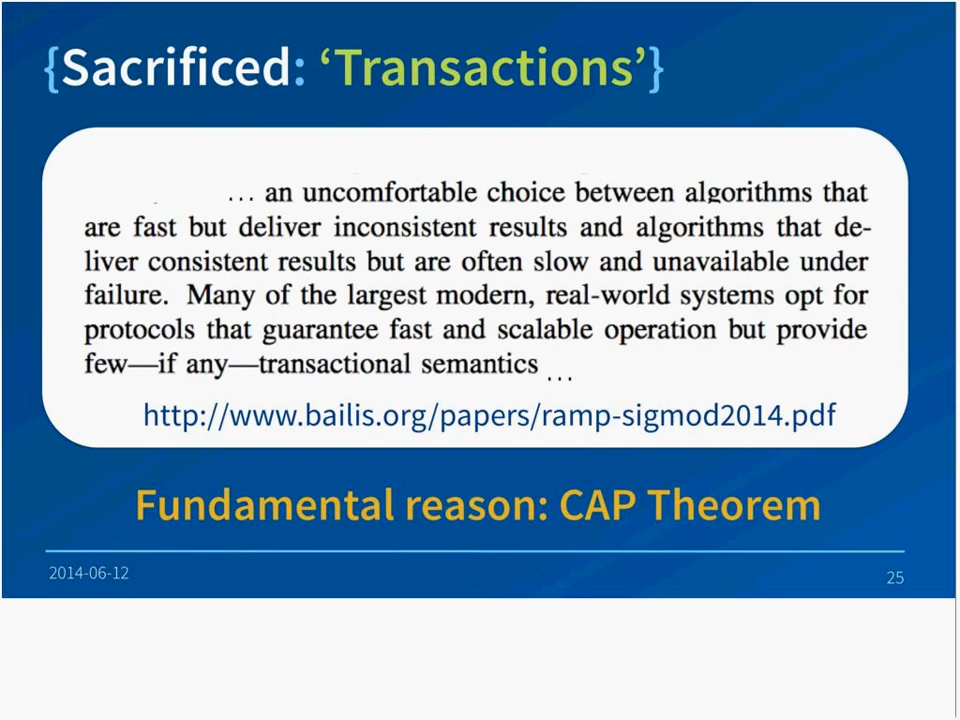 {Sacrificed: ‘Transactions’}
... an uncomfortable choice between algorithms that
are fast but deliver inconsistent results and algorithms that de-
liver consistent results but are often slow and unavailable under
failure. Many of the largest modern, real-world systems opt for
protocols that guarantee fast and scalable operation but provide
few—if any—transactional semantics ...
http://www.bailis.org/papers/ramp-sigmod2014.pdf
Fundamental reason: CAP Theorem
2014-06-12
25